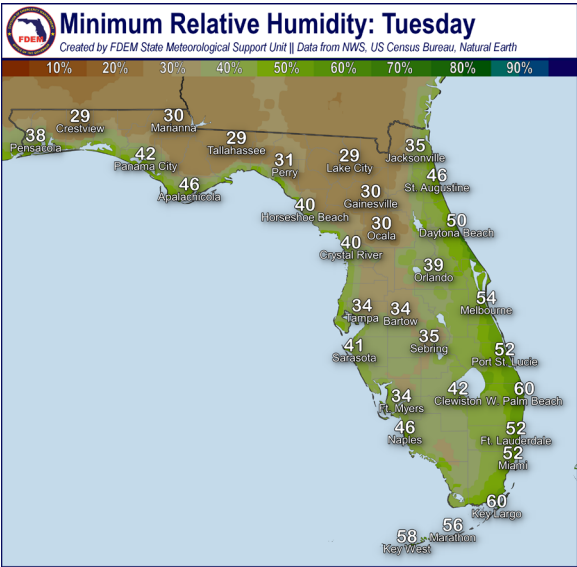 Minimum Relative Humidity: Tuesday
Created by FDEM State Meteorological Support Unit || Data from NWS, US Census Bureau, Natural Earth
FDEM
10% 20% 30% 40% 50% 60% 70% 80% 90%
29
Crestview
30
Marianna
38
Pensacola
29
Tallahassee
35
Jacksonville
42
Panama City
31
Perry
29
Lake City
46
St. Augustine
46
Apalachicola
30
Gainesville
40
Horseshoe Beach
30
Ocala
50
Daytona Beach
40
Crystal River
39
Orlando
34
Tampa
34
Bartow
54
Melbourne
41
Sarasota
35
Sebring
52
Port St. Lucie
34
Ft. Myers
42
Clewiston
60
W. Palm Beach
46
Naples
52
Ft. Lauderdale
52
Miami
60
Key Largo
56
Marathon
58
Key West